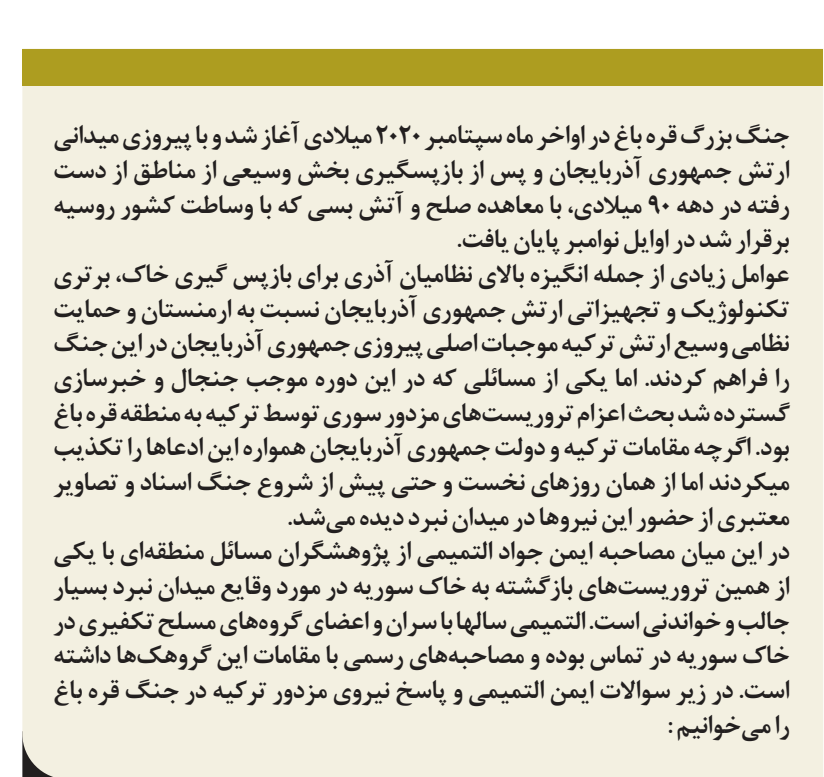 جنگ بزرگ قره باغ در اواخر ماه سپتامبر ۲۰۲۰ میلادی آغاز شد و با پیروزی میدانی
ارتش جمهوری آذربایجان و پس از بازپسگیری بخش وسیعی از مناطق از دست
رفته در دهه ۹۰ میلادی، با معاهده صلح و آتش بسی که با وساطت کشور روسیه
برقرار شد در اوایل نوامبر پایان یافت.
عوامل زیادی از جمله انگیزه بالای نظامیان آذری برای بازپس گیری خاک، برتری
تکنولوژیک و تجهیزاتی ارتش جمهوری آذربایجان نسبت به ارمنستان و حمایت
نظامی وسیع ارتش ترکیه موجبات اصلی پیروزی جمهوری آذربایجان در این جنگ
را فراهم کردند. اما یکی از مسائلی که در این دوره موجب جنجال و خبرسازی
گسترده شد بحث اعزام تروریست‌های مزدور سوری توسط ترکیه به منطقه قره باغ
بود. اگرچه مقامات ترکیه و دولت جمهوری آذربایجان همواره این ادعاها را تکذیب
میکردند اما از همان روزهای نخست و حتی پیش از شروع جنگ اسناد و تصاویر
معتبری از حضور این نیروها در میدان نبرد دیده می‌شد.
در این میان مصاحبه ایمن جواد التمیمی از پژوهشگران مسائل منطقه‌ای با یکی
از همین تروریست‌های بازگشته به خاک سوریه در مورد وقایع میدان نبرد بسیار
جالب و خواندنی است. التمیمی سالها با سران و اعضای گروه‌های مسلح تکفیری در
خاک سوریه در تماس بوده و مصاحبه‌های رسمی با مقامات این گروهک‌ها داشته
است. در زیر سوالات ایمن التمیمی و پاسخ نیروی مزدور ترکیه در جنگ قره باغ
را می‌خوانیم: